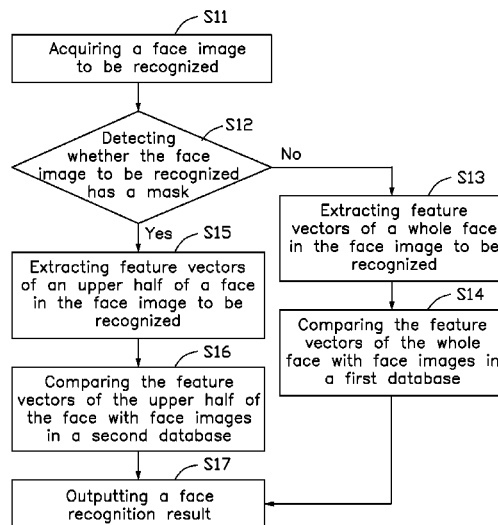 S11
Acquiring a face image
to be recognized
S12
Detecting
whether the face
image to be recognized
has a mask
No
Yes
S13
Extracting feature
vectors of a whole face
in the face image to be
recognized
S14
Comparing the feature
vectors of the whole
face with face images in
a first database
S15
Extracting feature vectors
of an upper half of a face
in the face image to be
recognized
S16
Comparing the feature
vectors of the upper half of
the face with face images
in a second database
S17
Outputting a face
recognition result